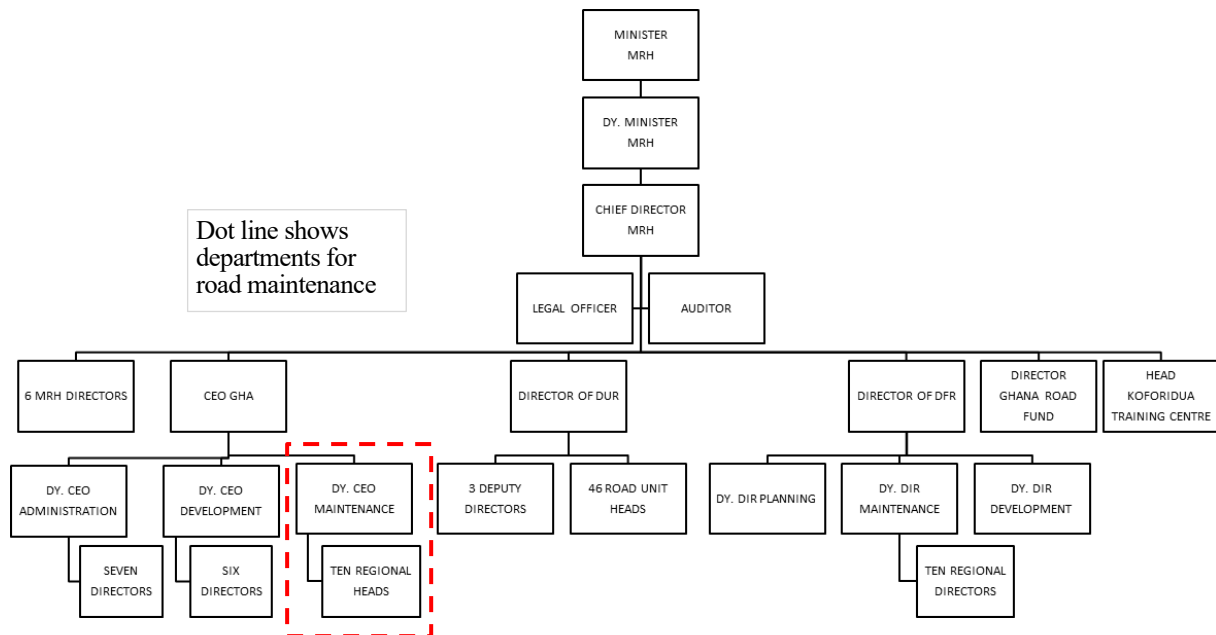 MINISTER
MRH
DY. MINISTER
MRH
CHIEF DIRECTOR
MRH
Dot line shows
departments for
road maintenance
LEGAL OFFICER
AUDITOR
6 MRH DIRECTORS
CEO GHA
DIRECTOR OF DUR
DIRECTOR OF DFR
DIRECTOR
GHANA ROAD
FUND
HEAD
KOFORIDUA
TRAINING CENTRE
DY. CEO
ADMINISTRATION
DY. CEO
DEVELOPMENT
DY. CEO
MAINTENANCE
3 DEPUTY
DIRECTORS
46 ROAD UNIT
HEADS
DY. DIR PLANNING
DY. DIR
MAINTENANCE
DY. DIR
DEVELOPMENT
SEVEN
DIRECTORS
SIX
DIRECTORS
TEN REGIONAL
HEADS
TEN REGIONAL
DIRECTORS